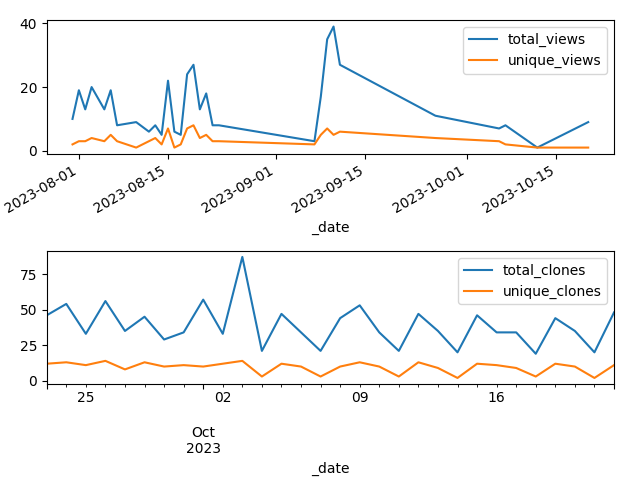 40
20
0
total_views
unique_views
2023-08-01
2023-08-15
2023-09-01
2023-09-15
2023-10-01
2023-10-15
_date
75
50
25
0
total_clones
unique_clones
25
02
09
16
Oct
2023
_date